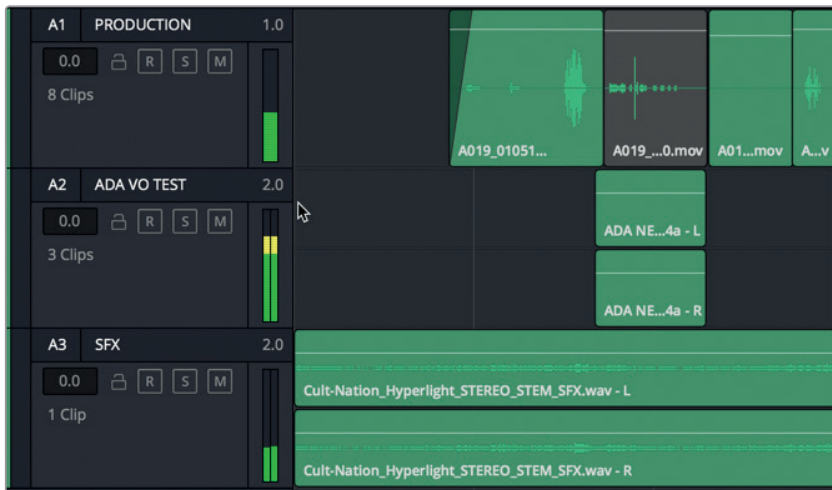 A1 PRODUCTION 1.0
0.0 R S M
8 Clips
A019_01051... A019_...0.mov A01...mov A...v
A2 ADA VO TEST 2.0
0.0 R S M
3 Clips
ADA NE...4a - L
ADA NE...4a - R
A3 SFX 2.0
0.0 R S M
1 Clip
Cult-Nation_Hyperlight_STEREO_STEM_SFX.wav - L
Cult-Nation_Hyperlight_STEREO_STEM_SFX.wav - R